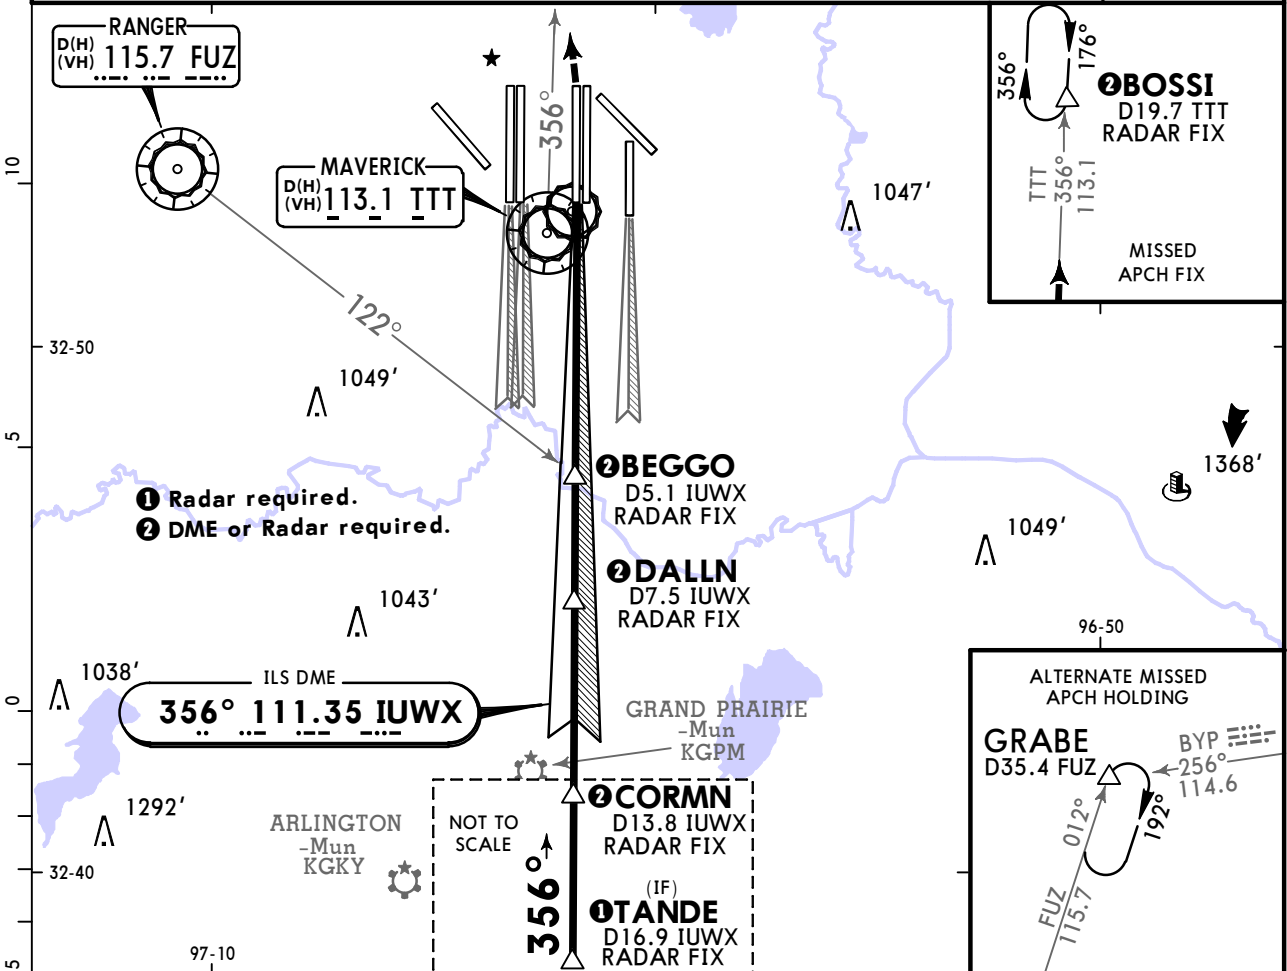 RANGER
D(H)
(VH) 115.7 FUZ
MAVERICK
D(H)
(VH) 113.1 TTT
356°
356°
176°
❷BOSSI
D19.7 TTT
RADAR FIX
TTT
356°
113.1
MISSED
APCH FIX
10
1047'
122°
32-50
1049'
5
❷BEGGO
D5.1 IUWX
RADAR FIX
1368'
❶ Radar required.
❷ DME or Radar required.
1049'
❷DALLN
D7.5 IUWX
RADAR FIX
1043'
96-50
1038'
ILS DME
356° 111.35 IUWX
0
GRAND PRAIRIE
-Mun
KGPM
ALTERNATE MISSED
APCH HOLDING
GRABE
D35.4 FUZ
BYP
256°
114.6
012°
192°
FUZ
115.7
1292'
ARLINGTON
-Mun
KGKY
NOT TO
SCALE
❷CORMN
D13.8 IUWX
RADAR FIX
356°
(IF)
❶TANDE
D16.9 IUWX
RADAR FIX
32-40
97-10
5